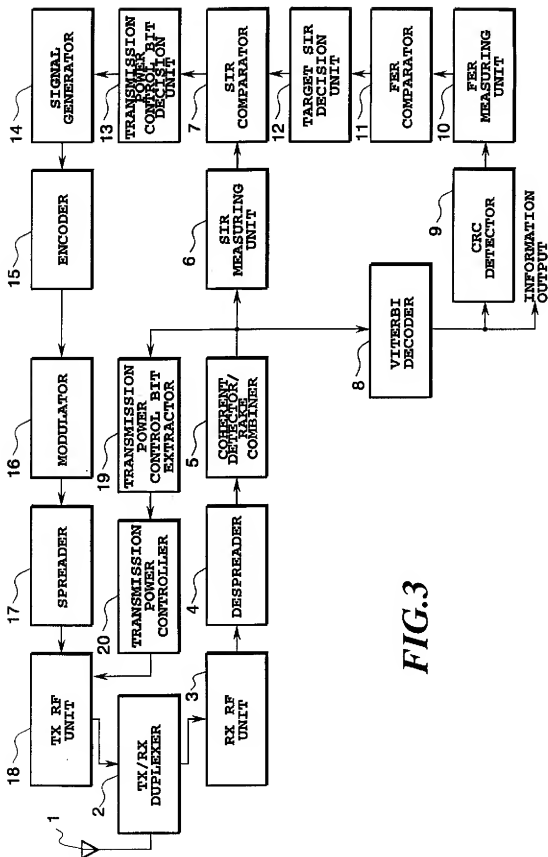 14
SIGNAL
GENERATOR
15
ENCODER
16
MODULATOR
17
SPREADER
18
TX RF
UNIT
13
TRANSMISSION
POWER
CONTROL BIT
DECISION
UNIT
19
TRANSMISSION
POWER
CONTROL BIT
EXTRACTOR
20
TRANSMISSION
POWER
CONTROLLER
1
2
TX/RX
DUPLEXER
3
RX RF
UNIT
4
DESPREADER
5
COHERENT
DETECTOR/
RAKE
COMBINER
6
SIR
MEASURING
UNIT
7
SIR
COMPARATOR
12
TARGET SIR
DECISION
UNIT
11
FER COMPARATOR
10
FER
MEASURING
UNIT
8
VITERBI
DECODER
9
CRC
DETECTOR
INFORMATION
OUTPUT
FIG.3